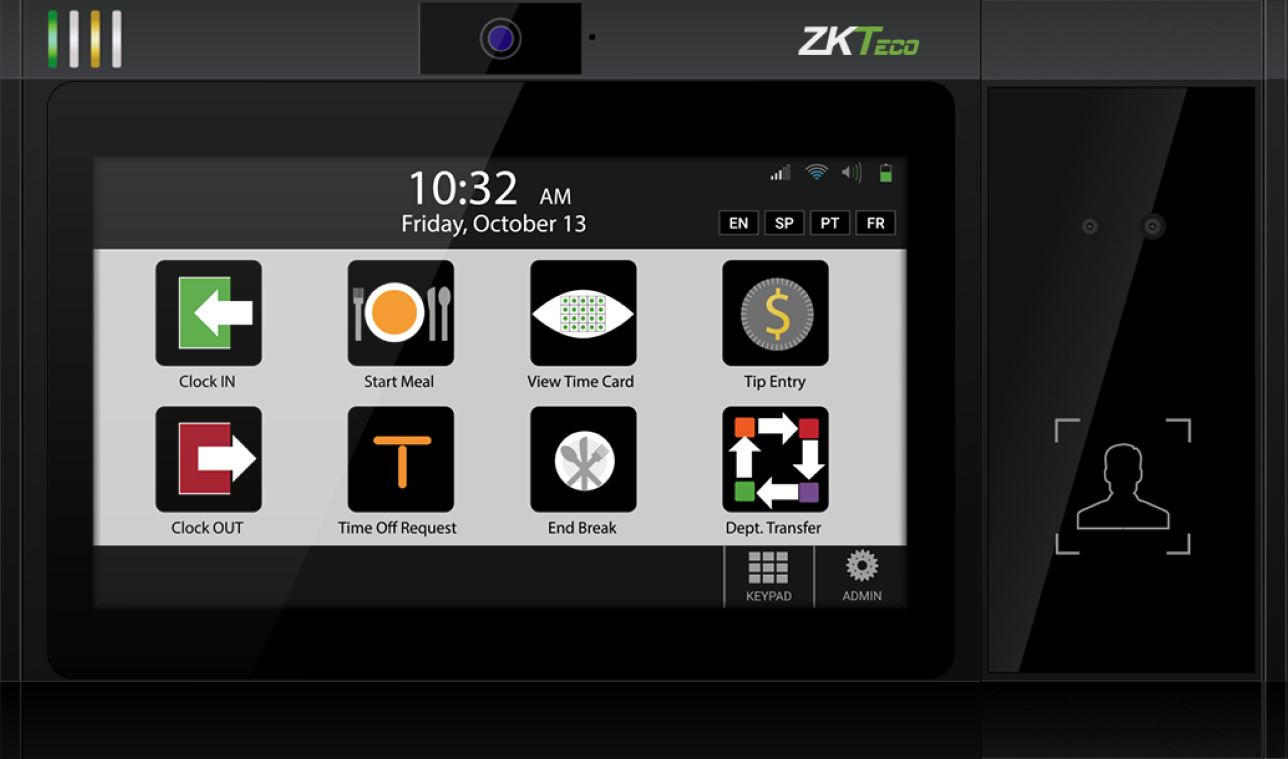 ZKTeco
10:32 AM
Friday, October 13
EN SP PT FR
Clock IN
Start Meal
View Time Card
Tip Entry
Clock OUT
Time Off Request
End Break
Dept. Transfer
KEYPAD
ADMIN